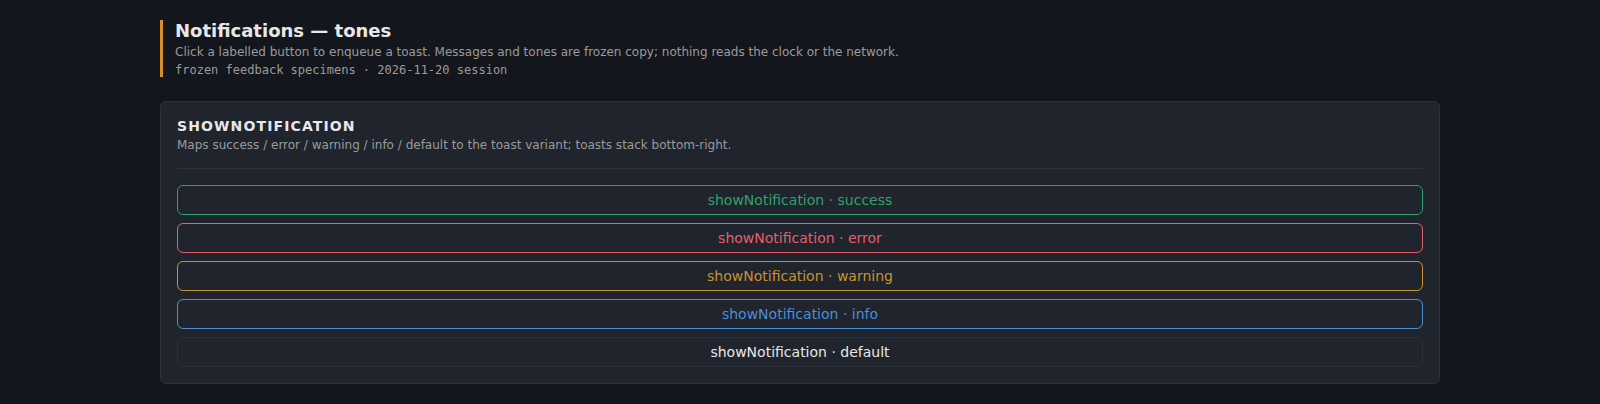 Notifications — tones
Click a labelled button to enqueue a toast. Messages and tones are frozen copy; nothing reads the clock or the network.
frozen feedback specimens · 2026-11-20 session
SHOWNOTIFICATION
Maps success / error / warning / info / default to the toast variant; toasts stack bottom-right.
showNotification · success
showNotification · error
showNotification · warning
showNotification · info
showNotification · default